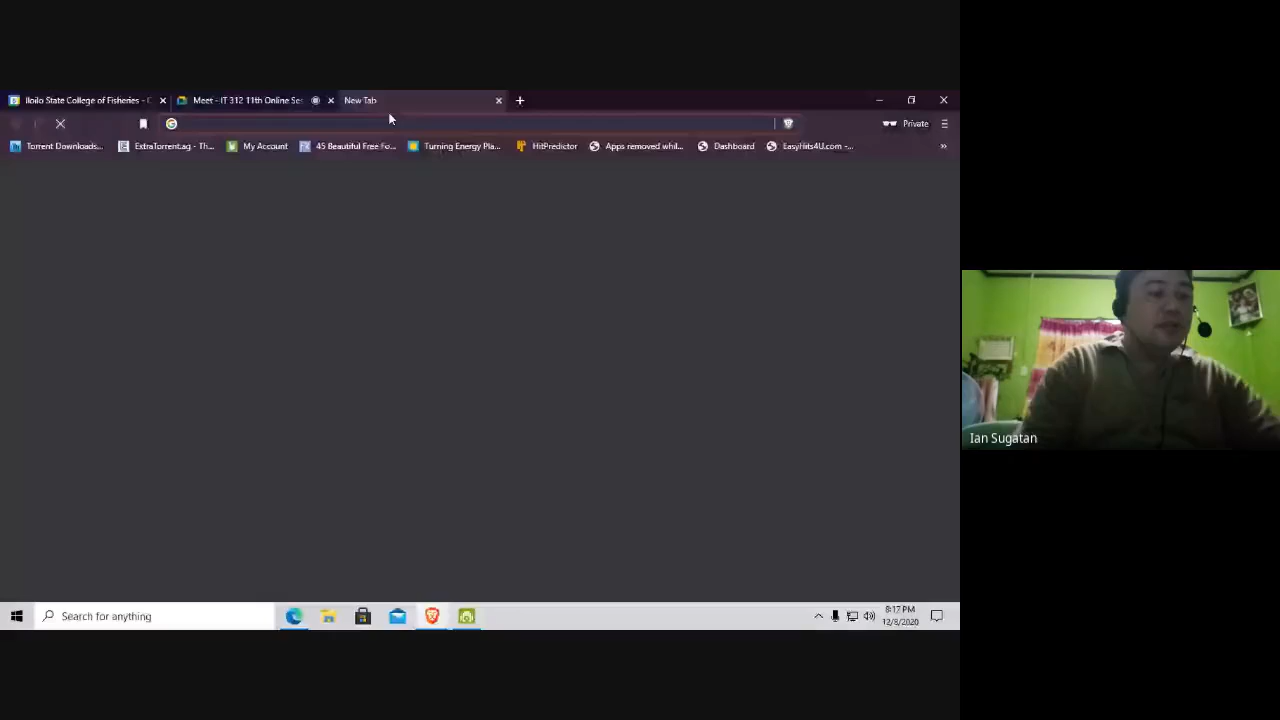 Iloilo State College of Fisheries - C
Meet - IT 312 11th Online Ses
New Tab
Private
Torrent Downloads...
ExtraTorrent.ag - Th...
My Account
45 Beautiful Free Fo...
Turning Energy Pla...
HitPredictor
Apps removed whil...
Dashboard
EasyHits4U.com -...
»
Ian Sugatan
Search for anything
8:17 PM
12/8/2020